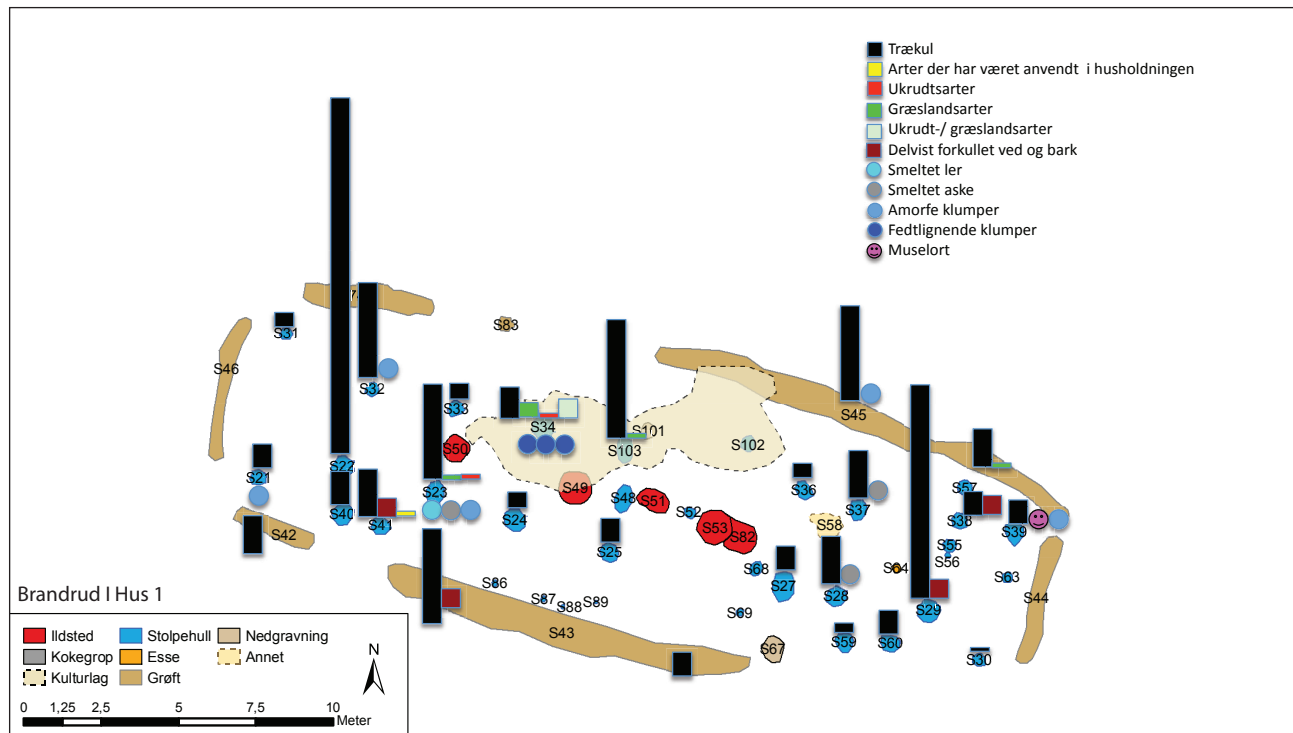 Trækul
Arter der har været anvendt i husholdningen
Ukrudtsarter
Græslandsarter
Ukrudt-/ græslandsarter
Delvist forkullet ved og bark
Smeltet ler
Smeltet aske
Amorfe klumper
Fedtlignende klumper
Muselort
S31
S83
S46
S32
S33
S45
S34
S101
S50
S103
S102
S21
S22
S23
S36
S57
S49
S48
S51
S37
S40
S41
S24
S52
S58
S38
S39
S42
S53
S82
S25
S55
S56
S68
S64
S63
S44
S86
S27
S28
S87
S88
S89
S69
S29
S43
S59
S60
S67
S30
Brandrud I Hus 1
Ildsted
Stolpehull
Nedgravning
Kokegrop
Esse
Annet
Kulturlag
Grøft
N
0 1,25 2,5 5 7,5 10
Meter